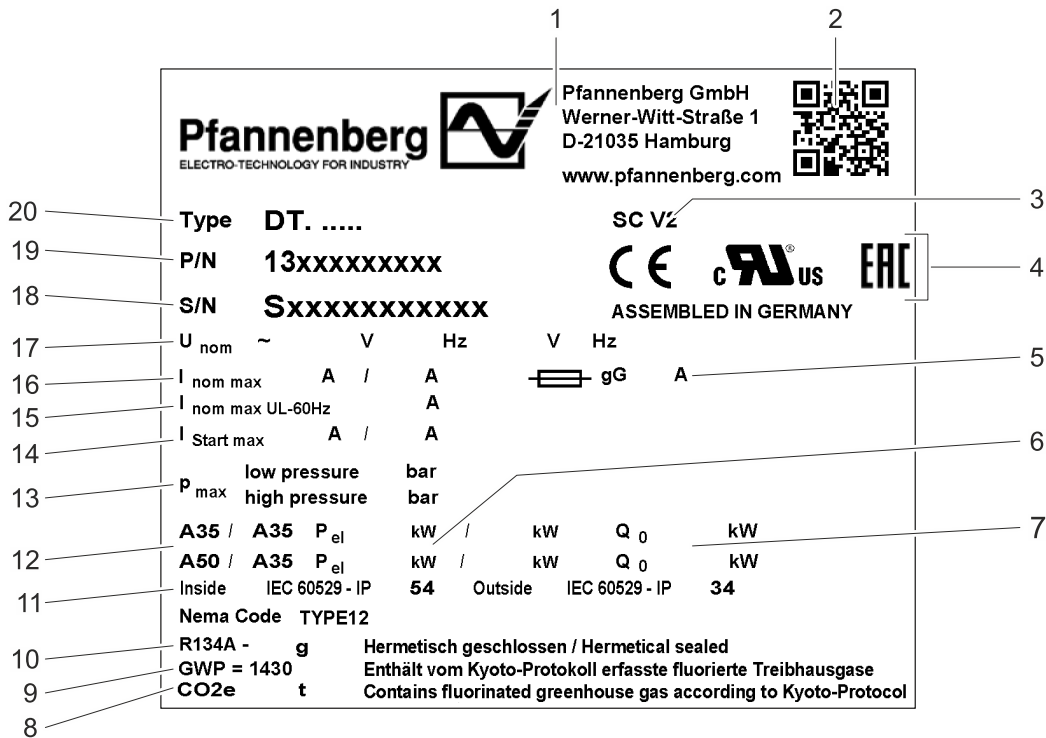 1 2
Pfannenberg GmbH
Werner-Witt-Straße 1
D-21035 Hamburg
www.pfannenberg.com
Pfannenberg
ELECTRO-TECHNOLOGY FOR INDUSTRY
3
20 Type DT. ..... SC V2
19 P/N 13xxxxxxxxx CE C RU ® US EAC 4
18 S/N Sxxxxxxxxxxx ASSEMBLED IN GERMANY
17 U nom ~ V Hz V Hz
16 I nom max A / A gG A 5
15 I nom max UL-60Hz A
14 I Start max A / A
6
13 p max low pressure bar
high pressure bar
A35 / A35 P el kW / kW Q 0 kW 7
12 A50 / A35 P el kW / kW Q 0 kW
11 Inside IEC 60529 - IP 54 Outside IEC 60529 - IP 34
Nema Code TYPE12
10 R134A - g Hermetisch geschlossen / Hermetical sealed
9 GWP = 1430 Enthält vom Kyoto-Protokoll erfasste fluorierte Treibhausgase
8 CO2e t Contains fluorinated greenhouse gas according to Kyoto-Protocol